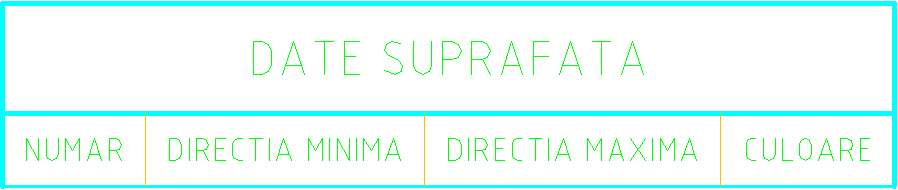 DATE SUPRAFATA
NUMAR DIRECTIA MINIMA DIRECTIA MAXIMA CULOARE